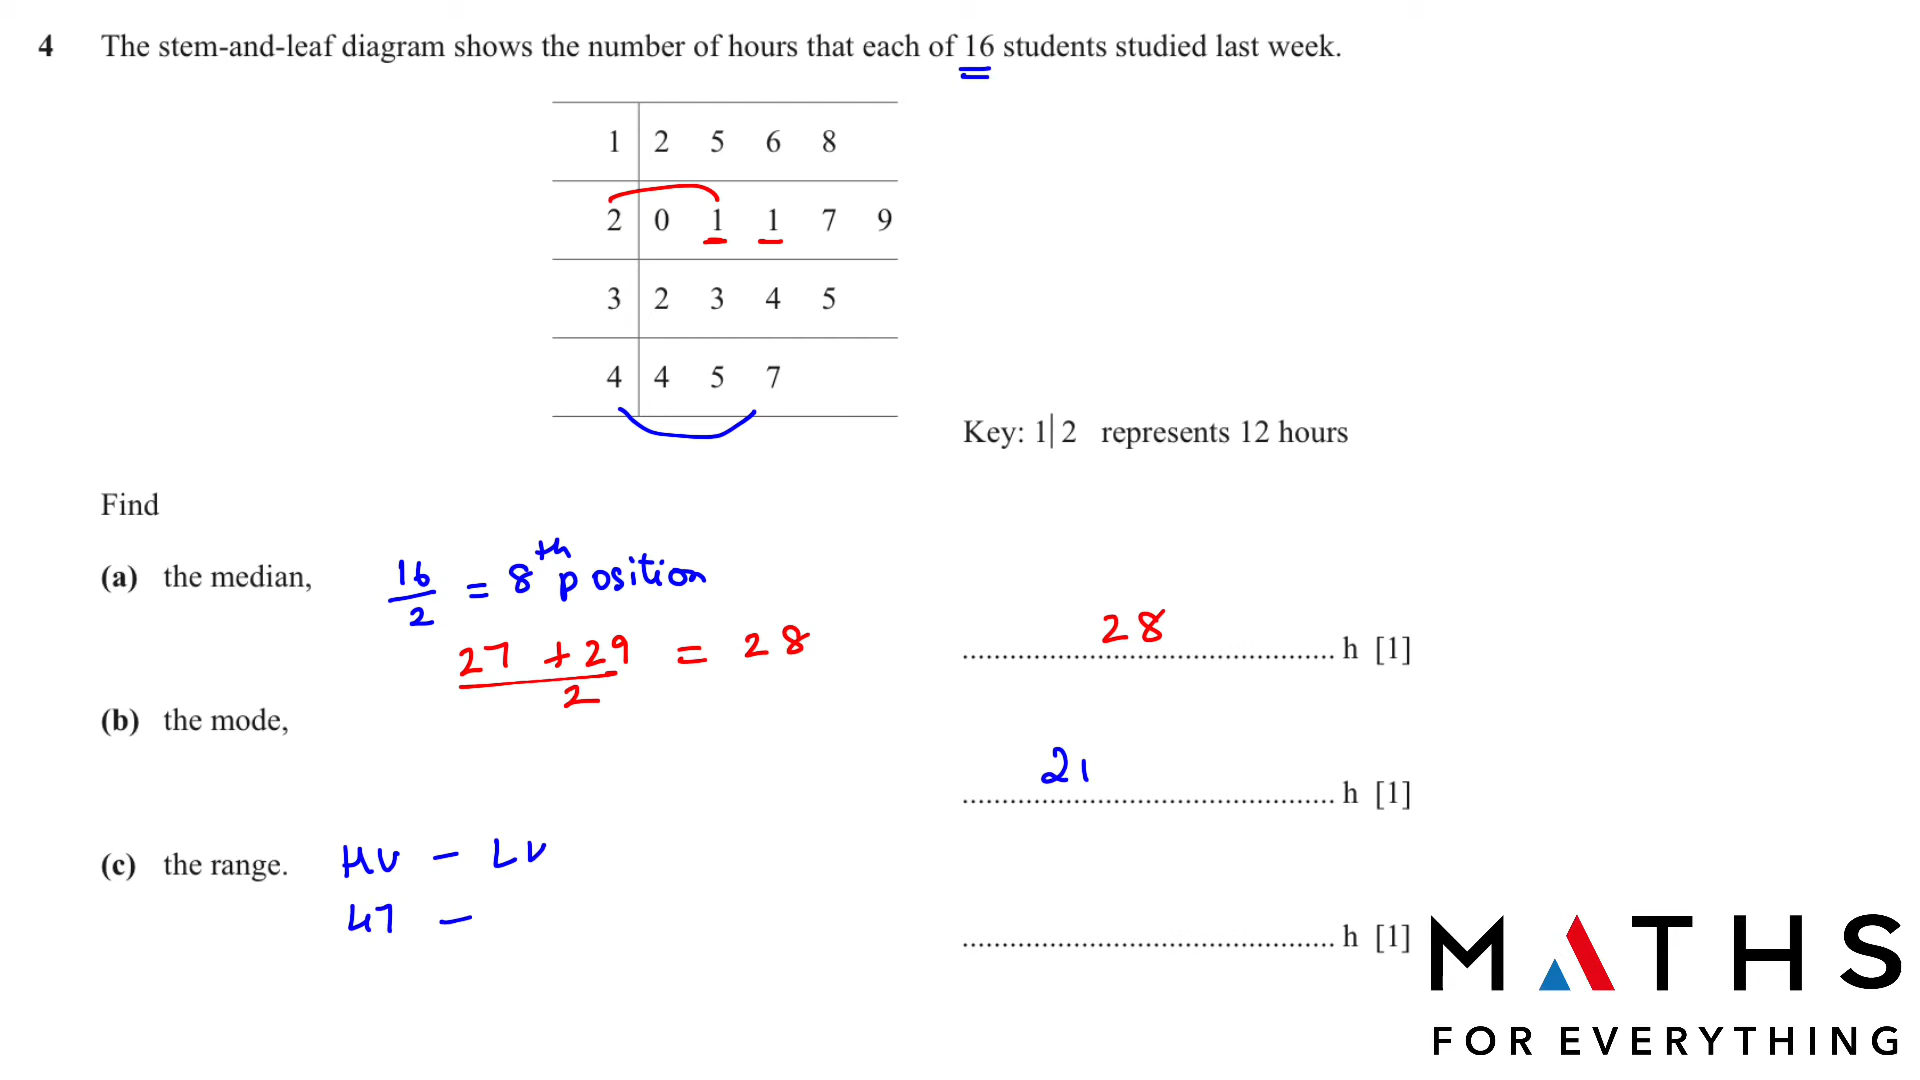 4 The stem-and-leaf diagram shows the number of hours that each of 16 students studied last week.
1 2 5 6 8
2 0 1 1 7 9
3 2 3 4 5
4 4 5 7
Key: 1|2 represents 12 hours
Find
(a) the median, 16/2 = 8th position
27 + 29 / 2 = 28
28 h [1]
(b) the mode,
21 h [1]
(c) the range. HV - LV
47 -
h [1]
MATHS
FOR EVERYTHING